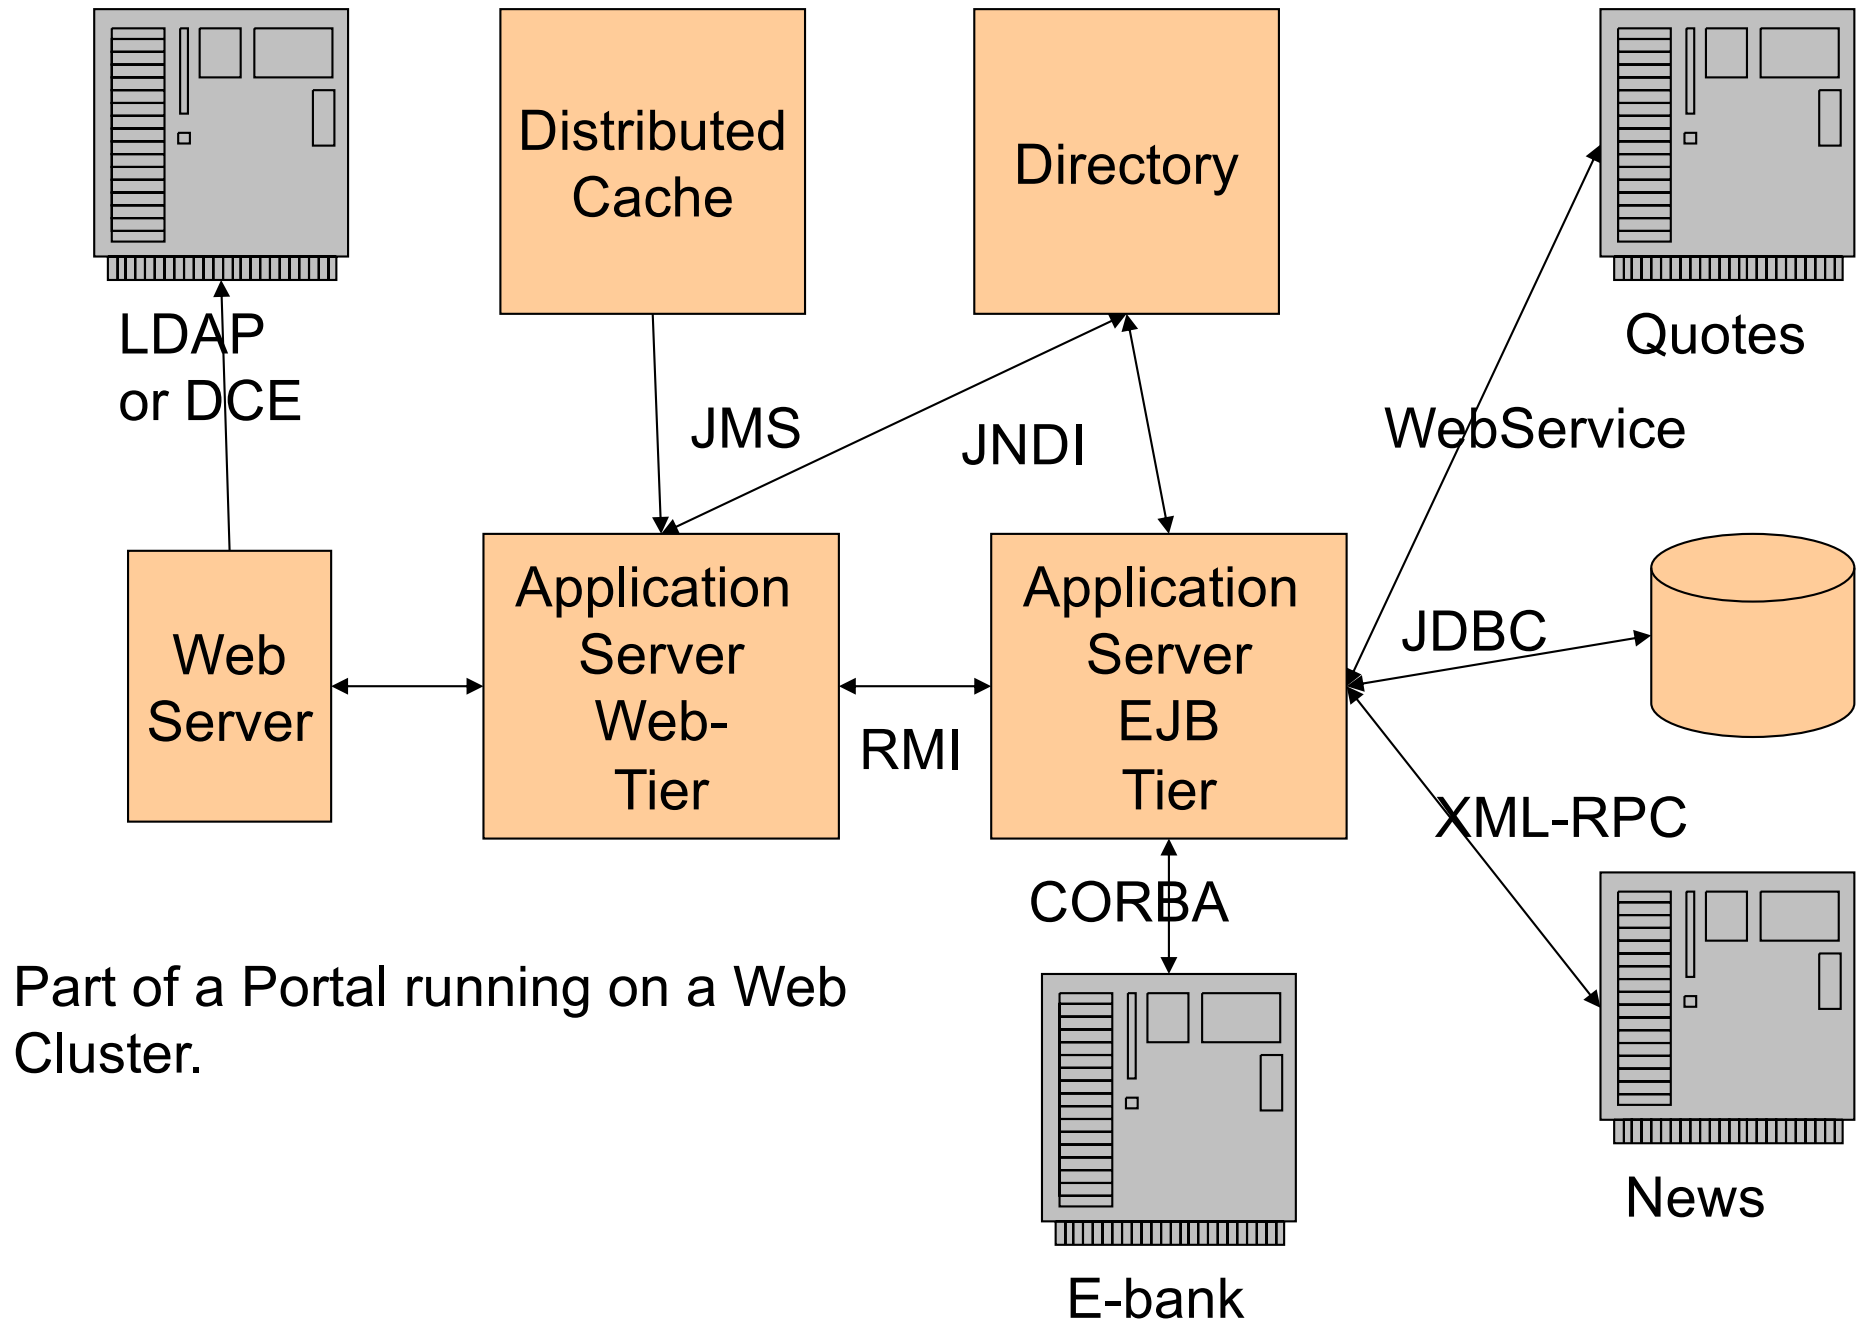 Distributed
Cache
Directory
LDAP
or DCE
Quotes
JMS
JNDI
WebService
Web
Server
Application
Server
Web-
Tier
RMI
Application
Server
EJB
Tier
JDBC
XML-RPC
CORBA
Part of a Portal running on a Web
Cluster.
News
E-bank